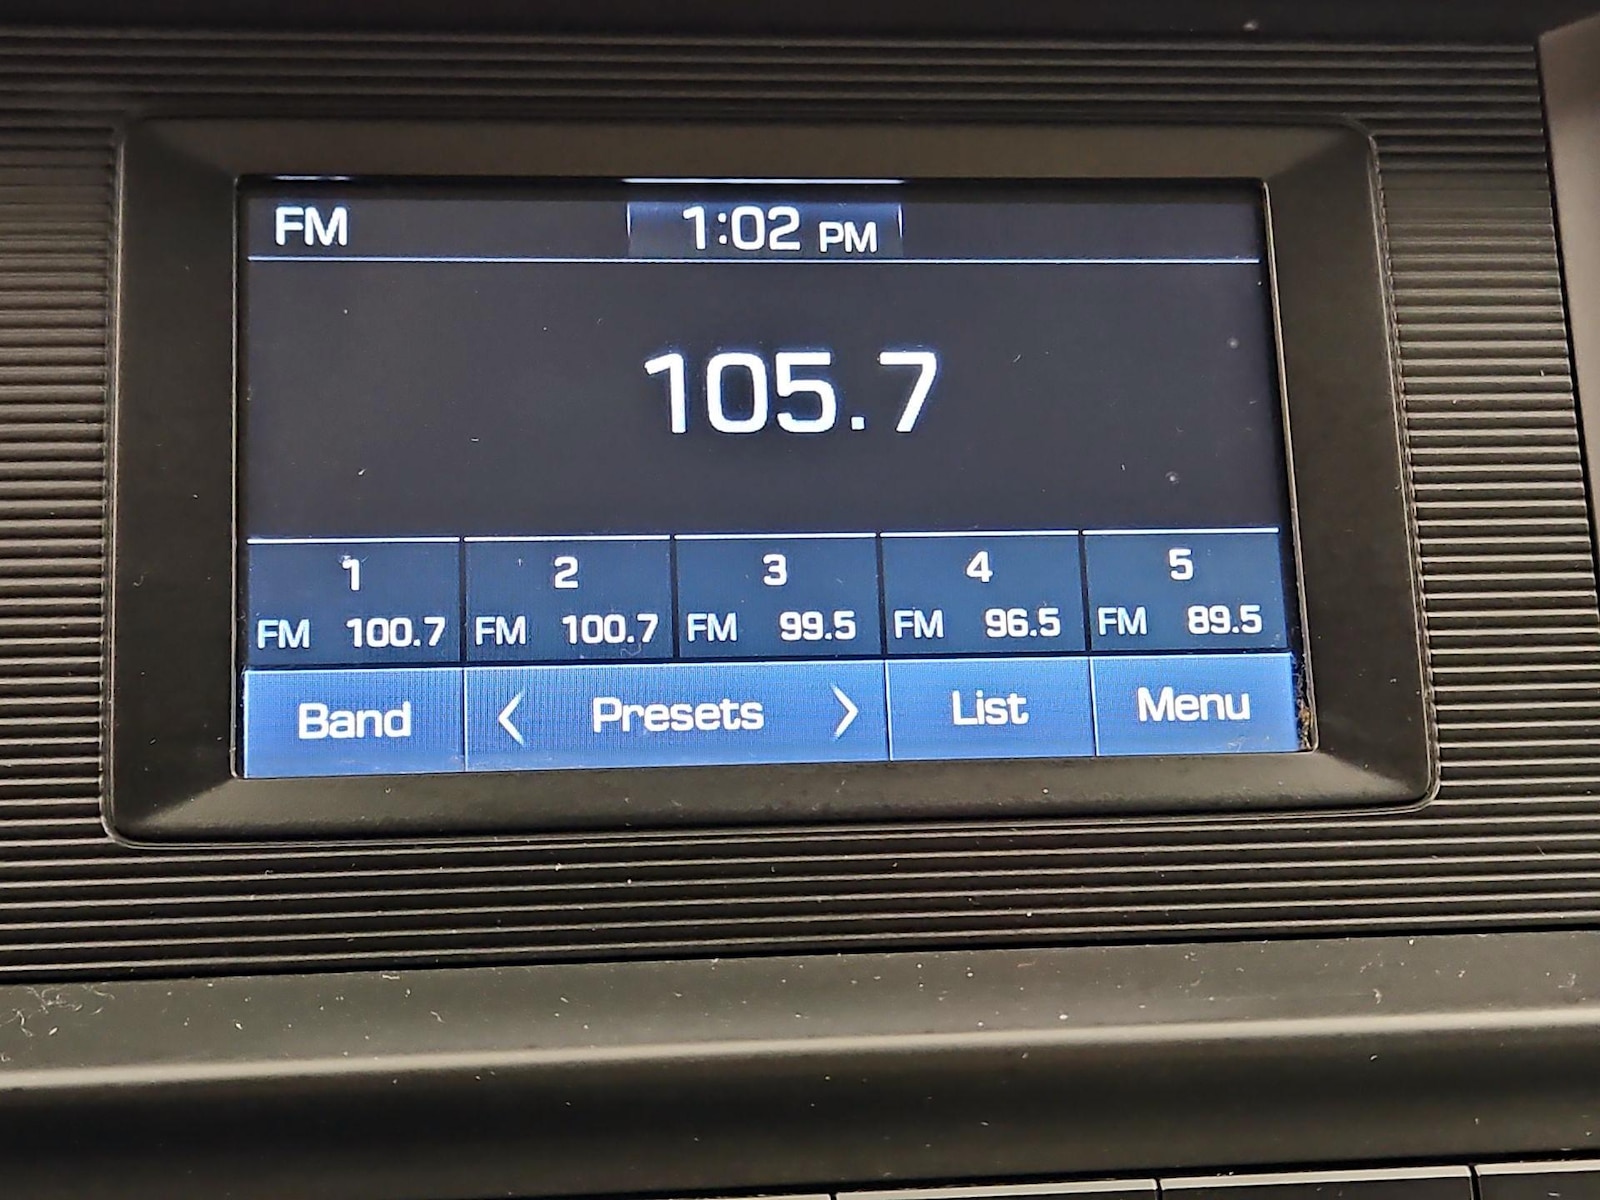 FM 1:02 PM
105.7
1 2 3 4 5
FM 100.7 FM 100.7 FM 99.5 FM 96.5 FM 89.5
Band < Presets > List Menu